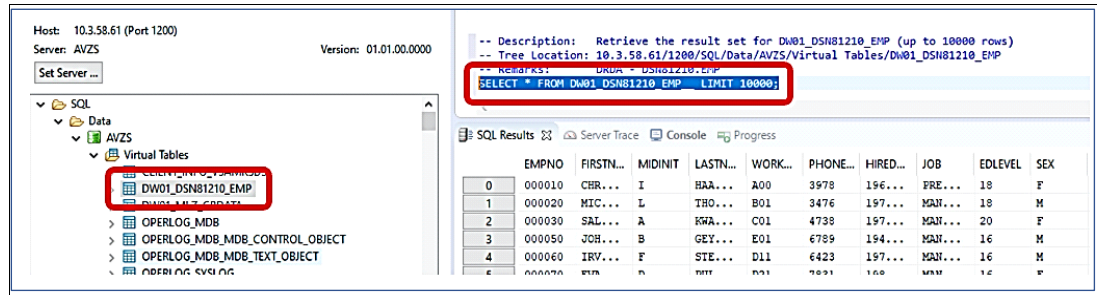 Host: 10.3.58.61 (Port 1200)
Server: AVZS Version: 01.01.00.0000
Set Server ...
SQL
Data
AVZS
Virtual Tables
DW01_DSN81210_EMP
OPERLOG_MDB
OPERLOG_MDB_MDB_CONTROL_OBJECT
OPERLOG_MDB_MDB_TEXT_OBJECT
OPERLOG_SYSLOG
-- Description: Retrieve the result set for DW01_DSN81210_EMP (up to 10000 rows)
-- Tree Location: 10.3.58.61/1200/SQL/Data/AVZS/Virtual Tables/DW01_DSN81210_EMP
-- Remarks: DRDA - DSN81210.EMP
SELECT * FROM DW01_DSN81210_EMP LIMIT 10000;
SQL Results Server Trace Console Progress
EMPNO FIRSTN... MIDINIT LASTN... WORK... PHONE... HIRED... JOB EDLEVEL SEX
0 000010 CHR... I HAA... A00 3978 196... PRE... 18 F
1 000020 MIC... L THO... B01 3476 197... MAN... 18 M
2 000030 SAL... A KWA... C01 4738 197... MAN... 20 F
3 000050 JOH... B GEY... E01 6789 194... MAN... 16 M
4 000060 IRV... F STE... D11 6423 197... MAN... 16 M